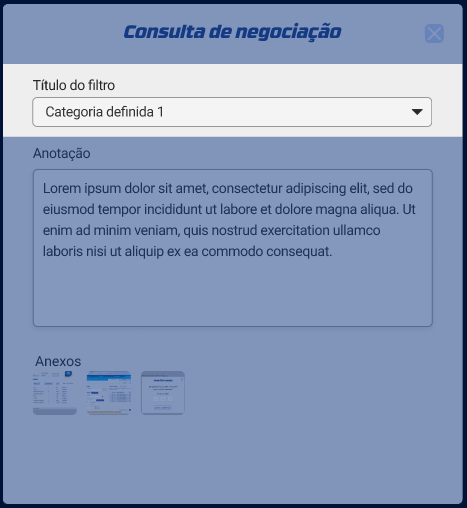 Consulta de negociação
Título do filtro
Categoria definida 1
Anotação
Lorem ipsum dolor sit amet, consectetur adipiscing elit, sed do
eiusmod tempor incididunt ut labore et dolore magna aliqua. Ut
enim ad minim veniam, quis nostrud exercitation ullamco
laboris nisi ut aliquip ex ea commodo consequat.
Anexos